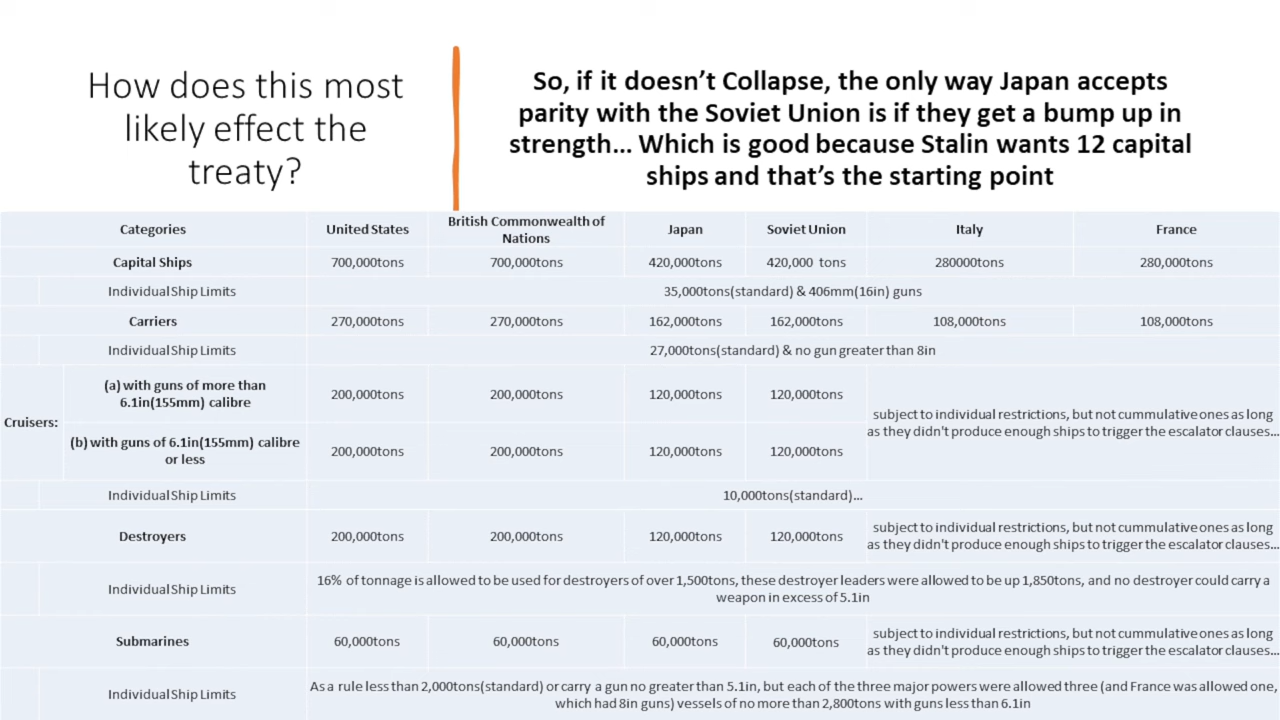 How does this most
likely effect the
treaty?
So, if it doesn’t Collapse, the only way Japan accepts
parity with the Soviet Union is if they get a bump up in
strength… Which is good because Stalin wants 12 capital
ships and that’s the starting point
Categories United States British Commonwealth of Nations Japan Soviet Union Italy France
Capital Ships 700,000tons 700,000tons 420,000tons 420,000 tons 280000tons 280,000tons
Individual Ship Limits 35,000tons(standard) & 406mm(16in) guns
Carriers 270,000tons 270,000tons 162,000tons 162,000tons 108,000tons 108,000tons
Individual Ship Limits 27,000tons(standard) & no gun greater than 8in
Cruisers:
(a) with guns of more than
6.1in(155mm) calibre
200,000tons 200,000tons 120,000tons 120,000tons
subject to individual restrictions, but not cummulative ones as long
as they didn't produce enough ships to trigger the escalator clauses…
(b) with guns of 6.1in(155mm) calibre
or less
200,000tons 200,000tons 120,000tons 120,000tons
Individual Ship Limits 10,000tons(standard)…
Destroyers 200,000tons 200,000tons 120,000tons 120,000tons
subject to individual restrictions, but not cummulative ones as long
as they didn't produce enough ships to trigger the escalator clauses…
Individual Ship Limits
16% of tonnage is allowed to be used for destroyers of over 1,500tons, these destroyer leaders were allowed to be up 1,850tons, and no destroyer could carry a
weapon in excess of 5.1in
Submarines 60,000tons 60,000tons 60,000tons 60,000tons
subject to individual restrictions, but not cummulative ones as long
as they didn't produce enough ships to trigger the escalator clauses…
Individual Ship Limits
As a rule less than 2,000tons(standard) or carry a gun no greater than 5.1in, but each of the three major powers were allowed three (and France was allowed one,
which had 8in guns) vessels of no more than 2,800tons with guns less than 6.1in